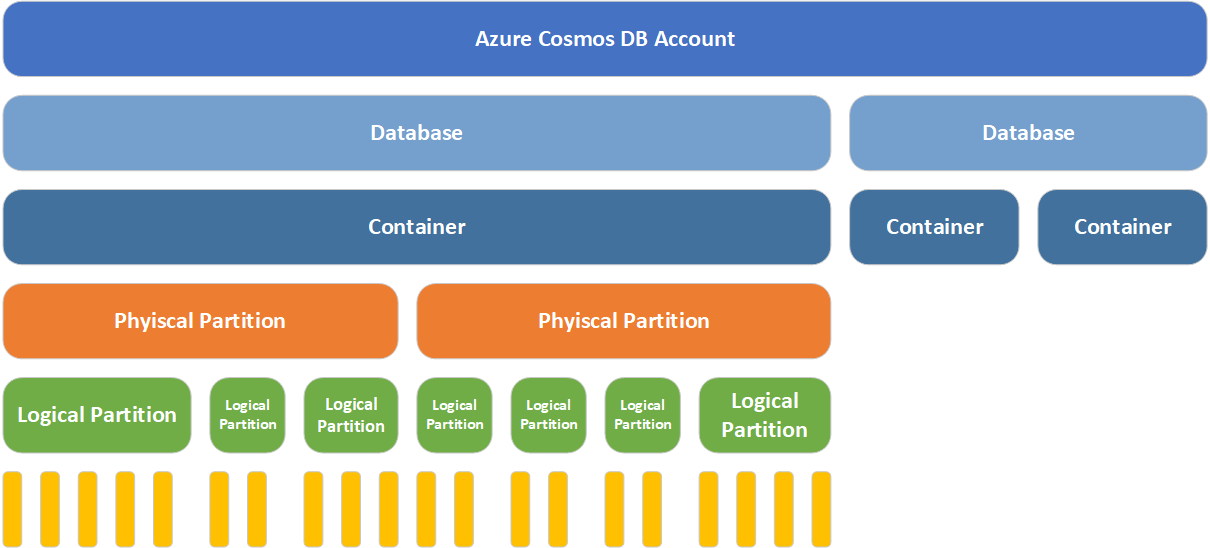 Azure Cosmos DB Account
Database
Database
Container
Container
Container
Phyiscal Partition
Phyiscal Partition
Logical Partition
Logical
Partition
Logical
Partition
Logical
Partition
Logical
Partition
Logical
Partition
Logical
Partition